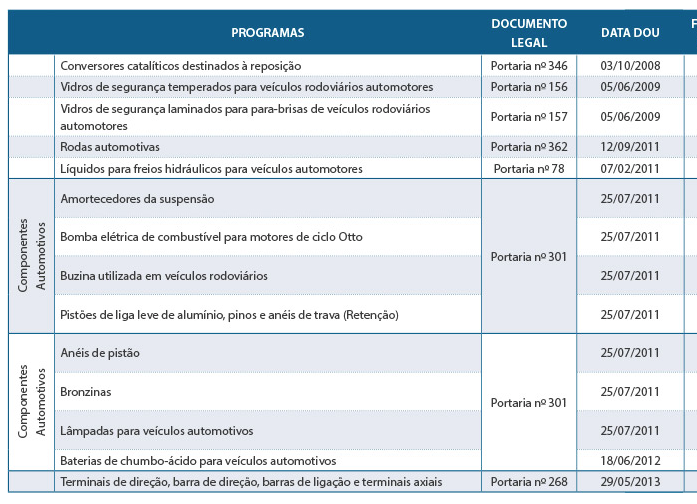 PROGRAMAS DOCUMENTO LEGAL DATA DOU F
Conversores catalíticos destinados à reposição Portaria nº 346 03/10/2008
Vidros de segurança temperados para veículos rodoviários automotores Portaria nº 156 05/06/2009
Vidros de segurança laminados para para-brisas de veículos rodoviários
automotores Portaria nº 157 05/06/2009
Rodas automotivas Portaria nº 362 12/09/2011
Líquidos para freios hidráulicos para veículos automotores Portaria nº 78 07/02/2011
Componentes
Automotivos
Amortecedores da suspensão 25/07/2011
Bomba elétrica de combustível para motores de ciclo Otto 25/07/2011
Portaria nº 301
Buzina utilizada em veículos rodoviários 25/07/2011
Pistões de liga leve de alumínio, pinos e anéis de trava (Retenção) 25/07/2011
Componentes
Automotivos
Anéis de pistão 25/07/2011
Bronzinas 25/07/2011
Portaria nº 301
Lâmpadas para veículos automotivos 25/07/2011
Baterias de chumbo-ácido para veículos automotivos 18/06/2012
Terminais de direção, barra de direção, barras de ligação e terminais axiais Portaria nº 268 29/05/2013